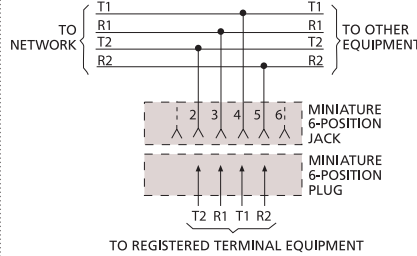 T1 T1
TO R1 R1 TO OTHER
NETWORK T2 T2 EQUIPMENT
R2 R2
2 3 4 5 6
MINIATURE
6-POSITION
JACK
MINIATURE
6-POSITION
PLUG
T2 R1 T1 R2
TO REGISTERED TERMINAL EQUIPMENT